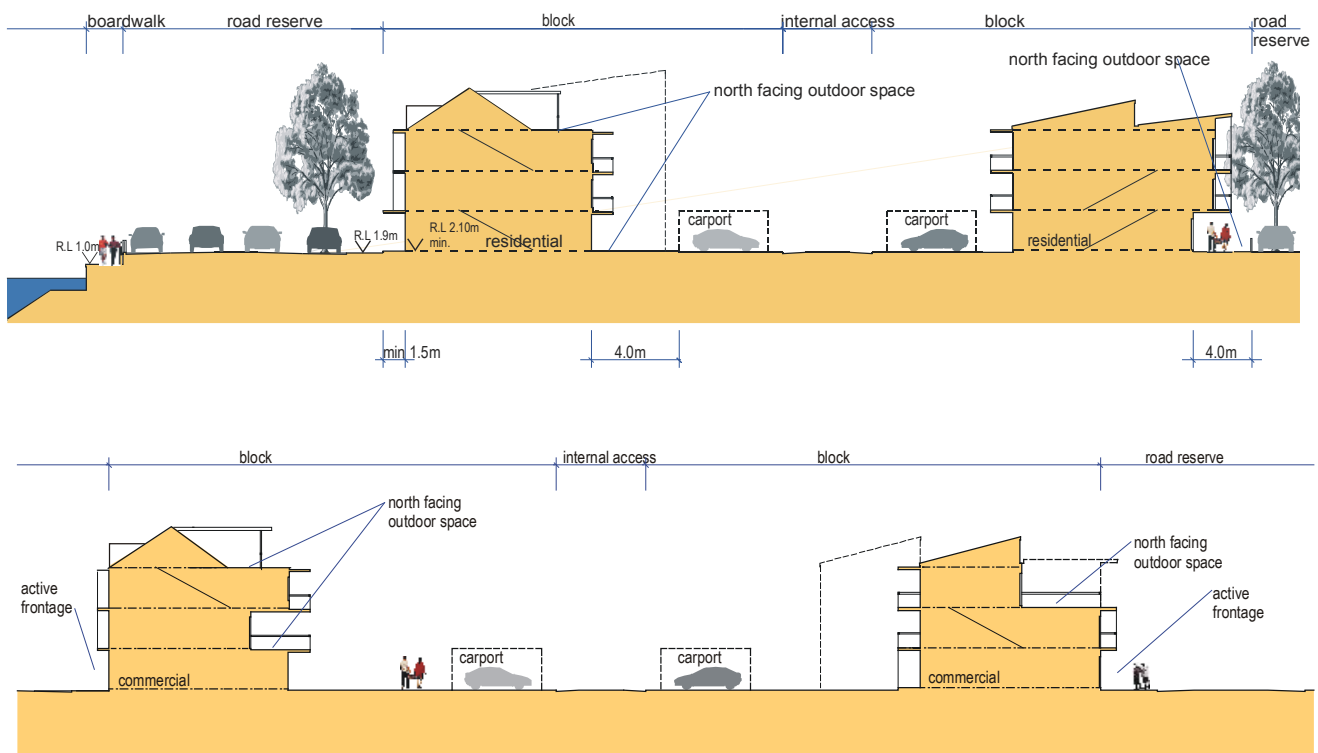 boardwalk
road reserve
block
internal access
block
road
reserve
north facing outdoor space
north facing outdoor space
R.L 1.0m
R.L 1.9m
R.L 2.10m
min.
residential
carport
carport
residential
min 1.5m
4.0m
4.0m
block
internal access
block
road reserve
north facing
outdoor space
north facing
outdoor space
active
frontage
active
frontage
carport
carport
commercial
commercial